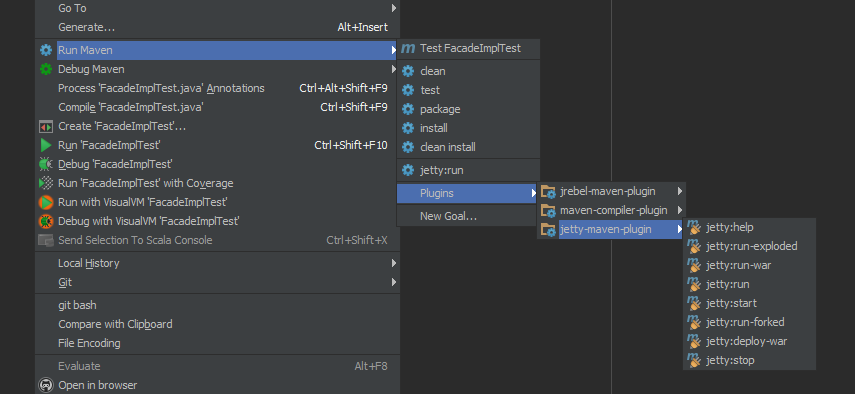 Go To
Generate... Alt+Insert
Run Maven
Debug Maven
Process 'FacadeImplTest.java' Annotations Ctrl+Alt+Shift+F9
Compile 'FacadeImplTest.java' Ctrl+Shift+F9
Create 'FacadeImplTest'...
Run 'FacadeImplTest' Ctrl+Shift+F10
Debug 'FacadeImplTest'
Run 'FacadeImplTest' with Coverage
Run with VisualVM 'FacadeImplTest'
Debug with VisualVM 'FacadeImplTest'
Send Selection To Scala Console Ctrl+Shift+X
Local History
Git
git bash
Compare with Clipboard
File Encoding
Evaluate Alt+F8
Open in browser
Test FacadeImplTest
clean
test
package
install
clean install
jetty:run
Plugins
New Goal...
jrebel-maven-plugin
maven-compiler-plugin
jetty-maven-plugin
jetty:help
jetty:run-exploded
jetty:run-war
jetty:run
jetty:start
jetty:run-forked
jetty:deploy-war
jetty:stop